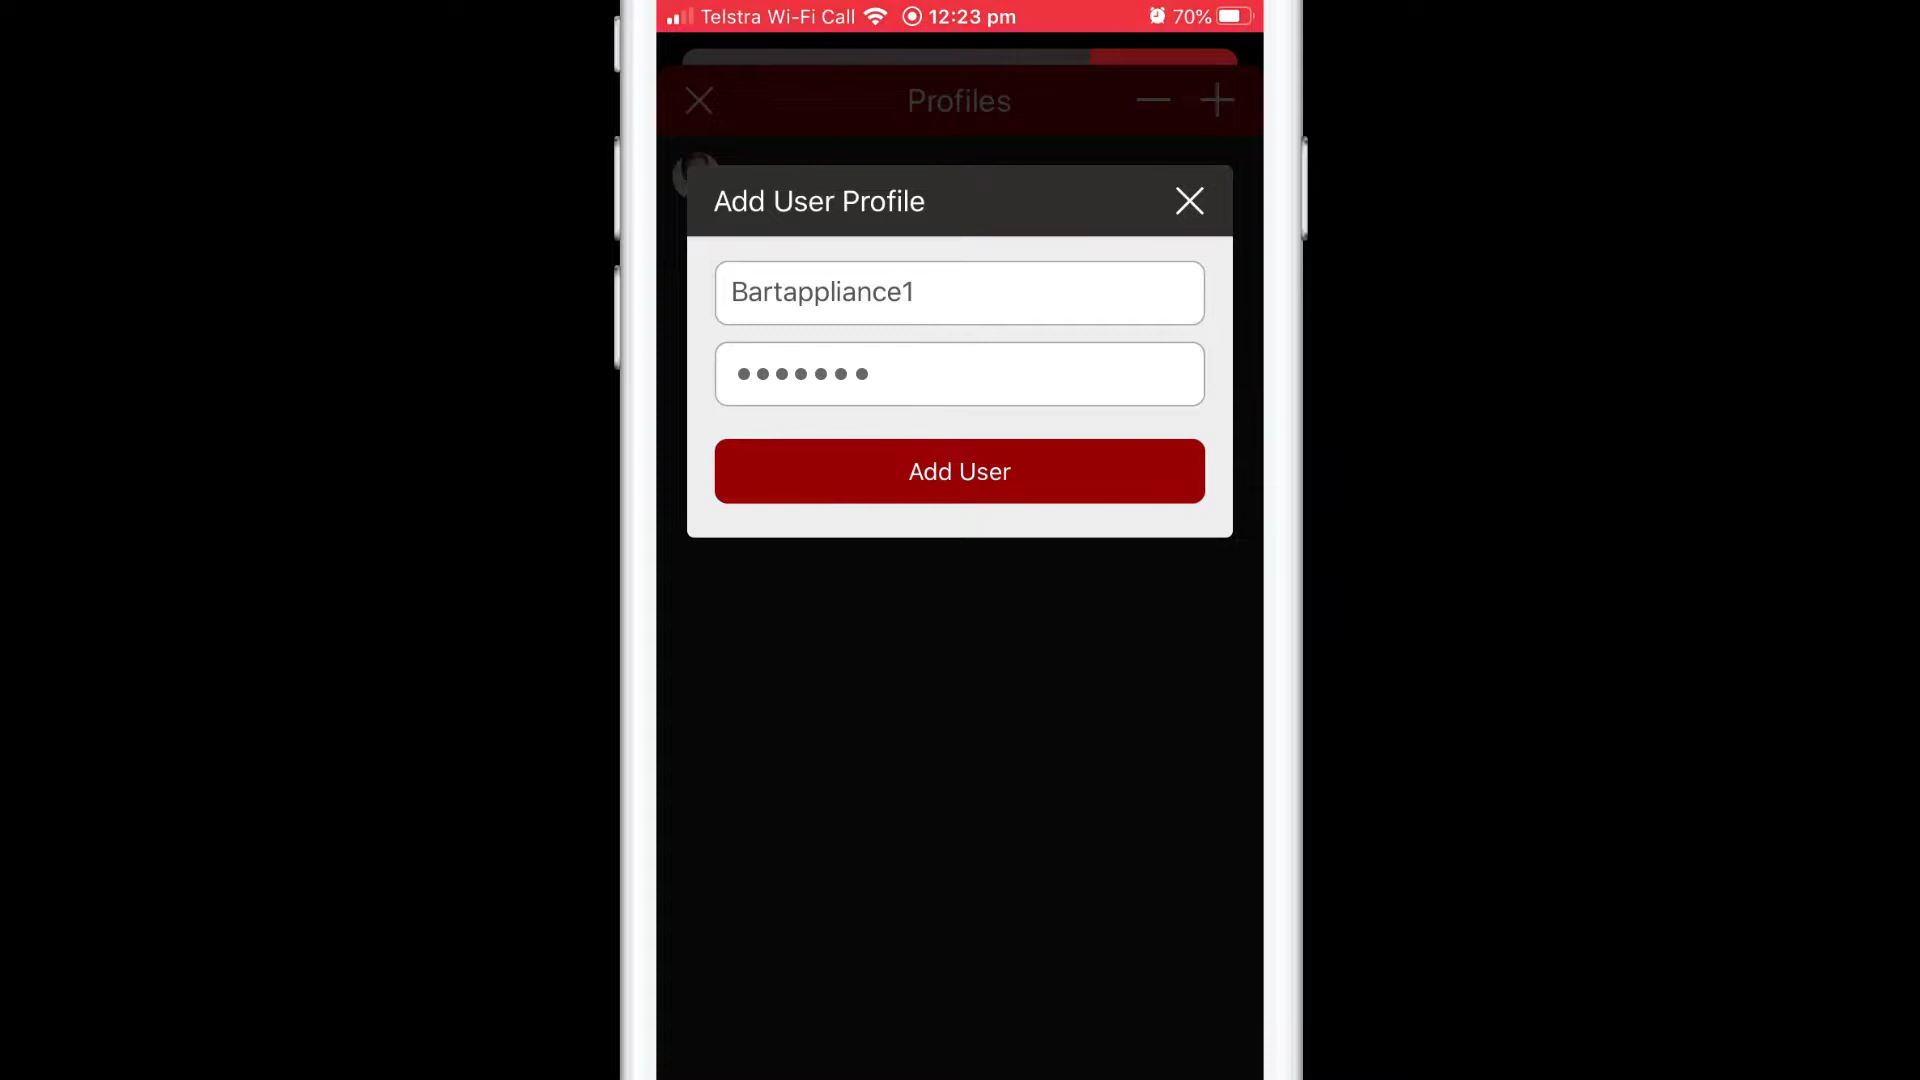 Telstra Wi-Fi Call 12:23 pm 70%
Profiles
Add User Profile
Bartappliance1
•••••••
Add User